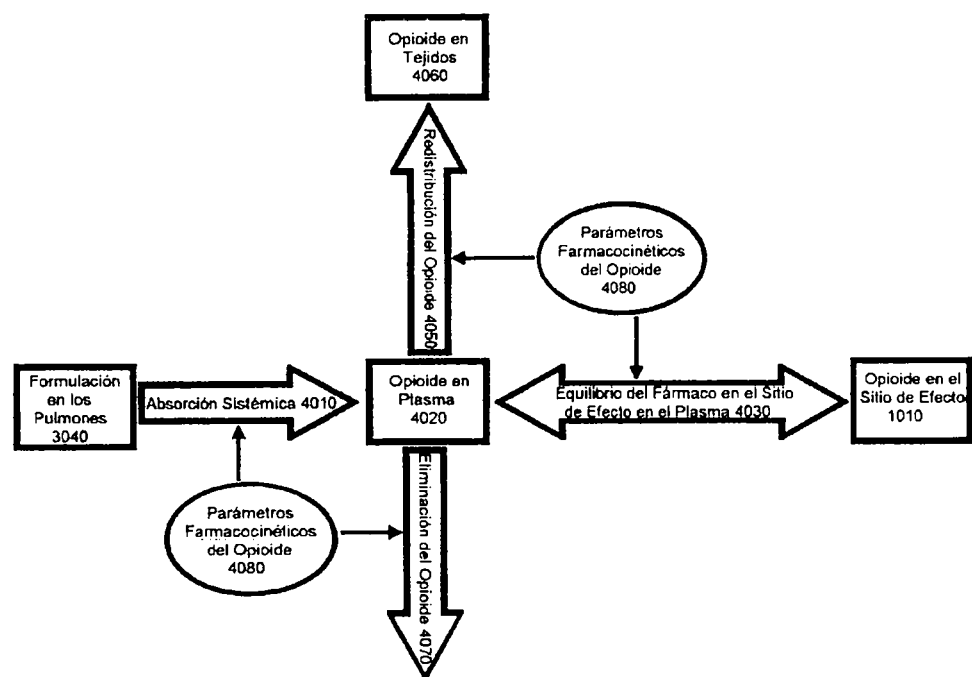 Opioide en
Tejidos
4060
Redistribución del Opioide 4050
Parámetros
Farmacocinéticos
del Opioide
4080
Formulación
en los
Pulmones
3040
Absorción Sistémica 4010
Opioide en
Plasma
4020
Equilibrio del Fármaco en el Sitio
de Efecto en el Plasma 4030
Opioide en el
Sitio de Efecto
1010
Parámetros
Farmacocinéticos
del Opioide
4080
Eliminación del Opioide 4070